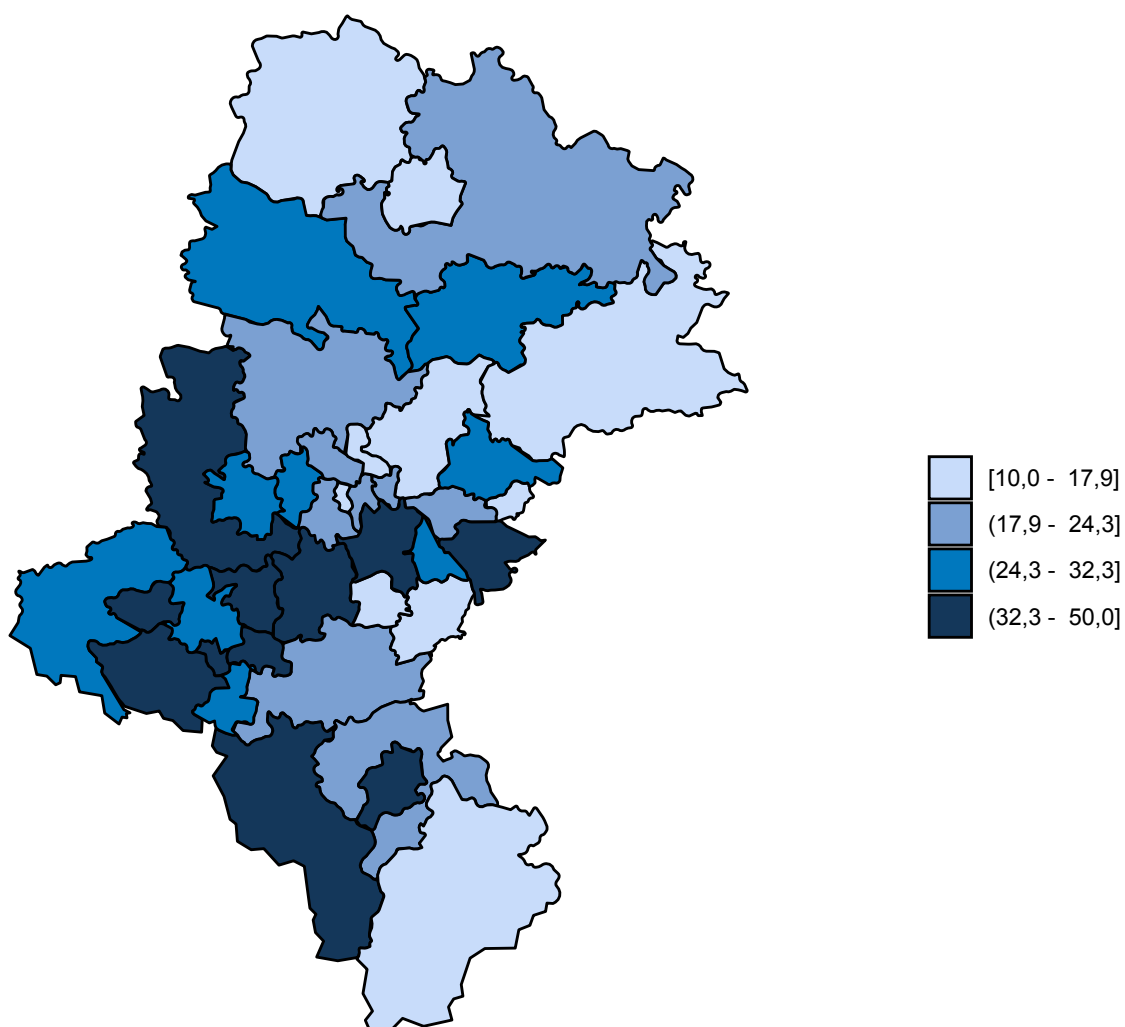 [10,0 - 17,9]
(17,9 - 24,3]
(24,3 - 32,3]
(32,3 - 50,0]